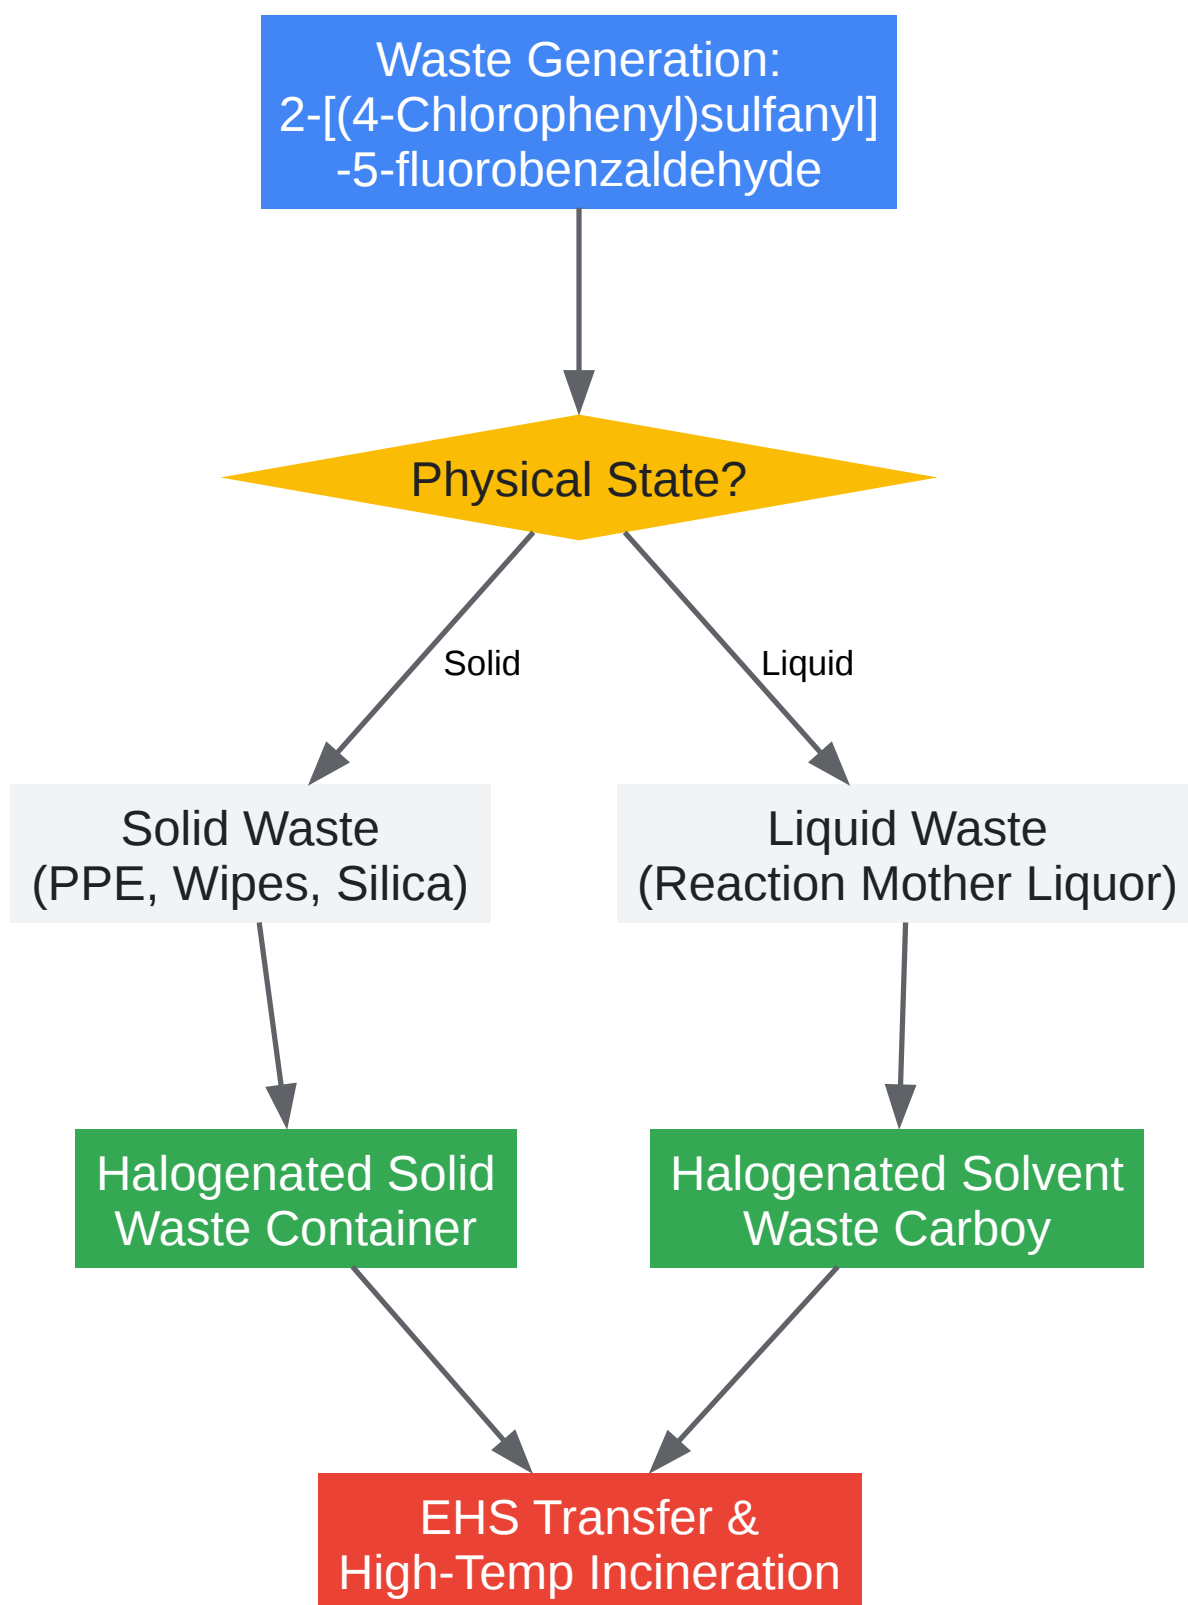 Waste Generation:
2-[(4-Chlorophenyl)sulfanyl]
-5-fluorobenzaldehyde
Physical State?
Solid
Liquid
Solid Waste
(PPE, Wipes, Silica)
Liquid Waste
(Reaction Mother Liquor)
Halogenated Solid
Waste Container
Halogenated Solvent
Waste Carboy
EHS Transfer &
High-Temp Incineration